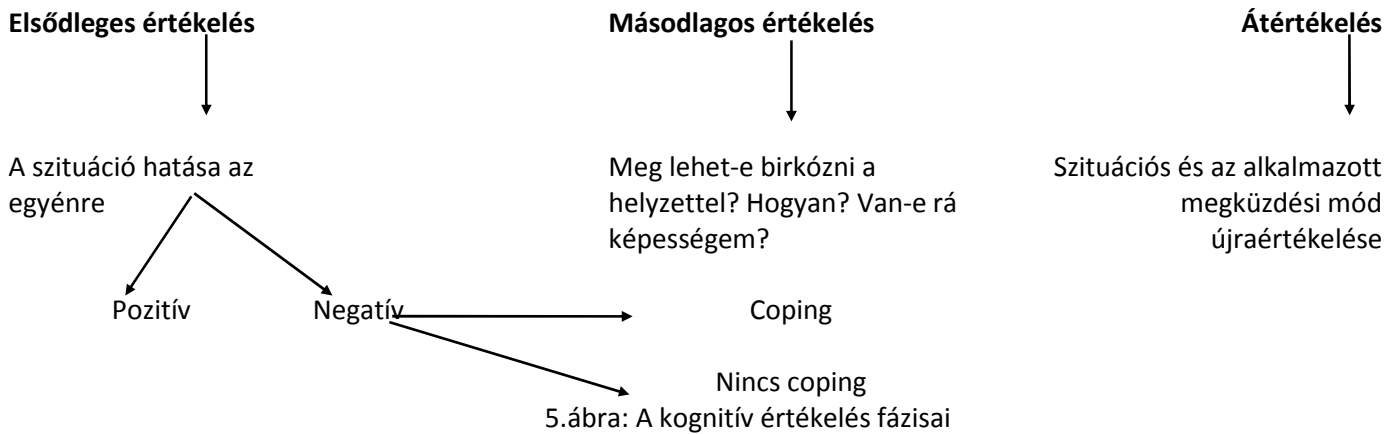 Elsődleges értékelés
Másodlagos értékelés
Átértékelés
A szituáció hatása az
egyénre
Meg lehet-e birkózni a
helyzettel? Hogyan? Van-e rá
képességem?
Szituációs és az alkalmazott
megküzdési mód
újraértékelése
Pozitív
Negatív
Coping
Nincs coping
5.ábra: A kognitív értékelés fázisai